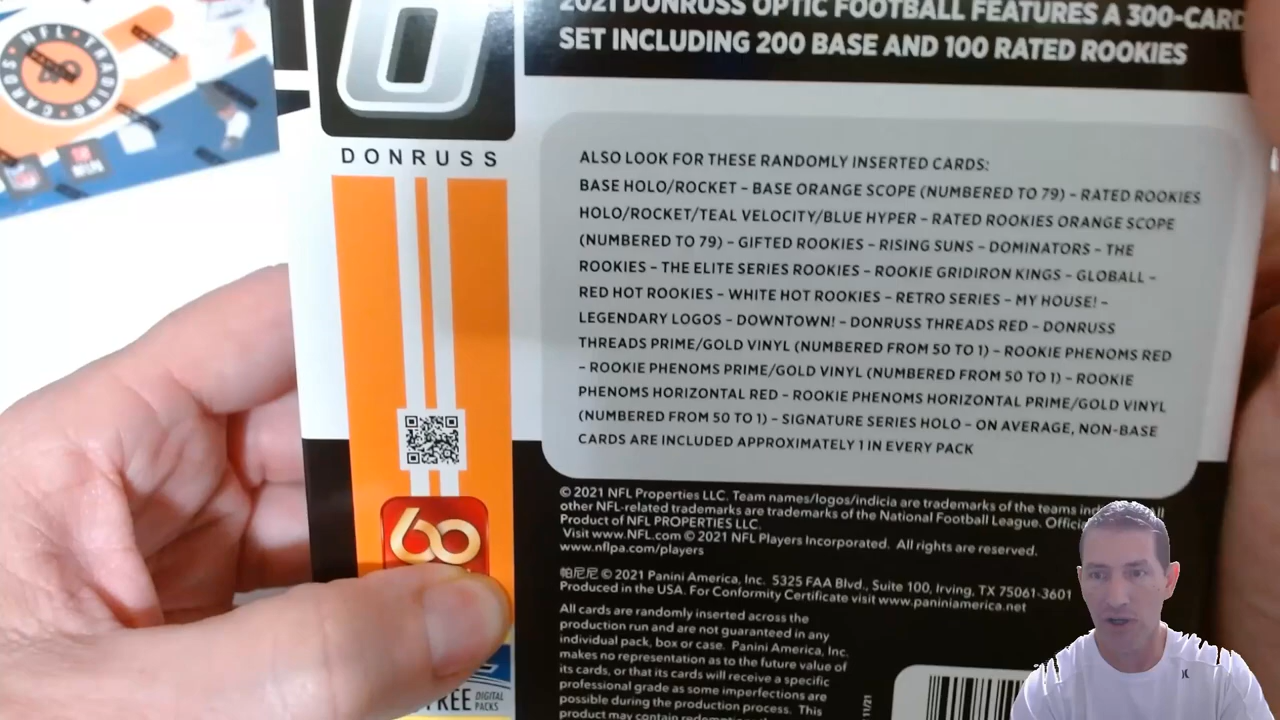 NFL TRADING CARDS
2021 DONRUSS OPTIC FOOTBALL FEATURES A 300-CARD
SET INCLUDING 200 BASE AND 100 RATED ROOKIES
DONRUSS
ALSO LOOK FOR THESE RANDOMLY INSERTED CARDS:
BASE HOLO/ROCKET – BASE ORANGE SCOPE (NUMBERED TO 79) – RATED ROOKIES
HOLO/ROCKET/TEAL VELOCITY/BLUE HYPER – RATED ROOKIES ORANGE SCOPE
(NUMBERED TO 79) – GIFTED ROOKIES – RISING SUNS – DOMINATORS – THE
ROOKIES – THE ELITE SERIES ROOKIES – ROOKIE GRIDIRON KINGS – GLOBALL –
RED HOT ROOKIES – WHITE HOT ROOKIES – RETRO SERIES – MY HOUSE! –
LEGENDARY LOGOS – DOWNTOWN! – DONRUSS THREADS RED – DONRUSS
THREADS PRIME/GOLD VINYL (NUMBERED FROM 50 TO 1) – ROOKIE PHENOMS RED
– ROOKIE PHENOMS PRIME/GOLD VINYL (NUMBERED FROM 50 TO 1) – ROOKIE
PHENOMS HORIZONTAL RED – ROOKIE PHENOMS HORIZONTAL PRIME/GOLD VINYL
(NUMBERED FROM 50 TO 1) – SIGNATURE SERIES HOLO – ON AVERAGE, NON-BASE
CARDS ARE INCLUDED APPROXIMATELY 1 IN EVERY PACK
© 2021 NFL Properties LLC. Team names/logos/indicia are trademarks of the teams
other NFL-related trademarks are trademarks of the National Football League.
Product of NFL PROPERTIES LLC.
Visit www.NFL.com © 2021 NFL Players Incorporated. All rights are reserved.
www.nflpa.com/players
帕尼尼 © 2021 Panini America, Inc. 5325 FAA Blvd., Suite 100, Irving, TX 75061-3601
Produced in the USA. For Conformity Certificate visit www.paniniamerica.net
All cards are randomly inserted across the
production run and are not guaranteed in any
individual pack, box or case. Panini America, Inc.
makes no representation as to the future value of
its cards, or that its cards will receive a specific
professional grade as some imperfections are
possible during the production process. This
product may contain
60
DIGITAL
PACKS
11/21